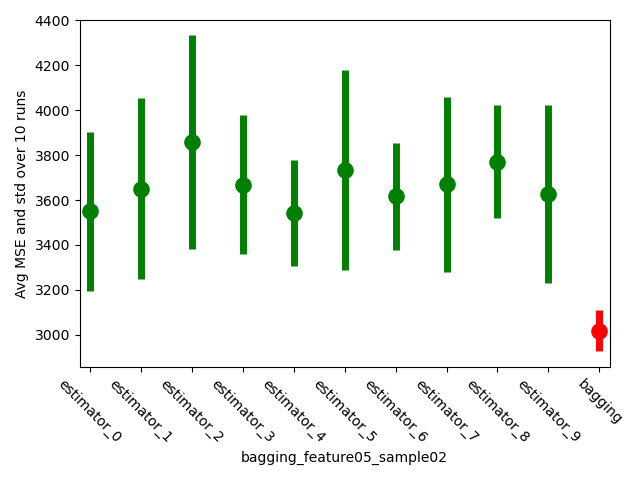 4400
4200
4000
3800
3600
3400
3200
3000
Avg MSE and std over 10 runs
estimator_0
estimator_1
estimator_2
estimator_3
estimator_4
estimator_5
estimator_6
estimator_7
estimator_8
estimator_9
bagging
bagging_feature05_sample02